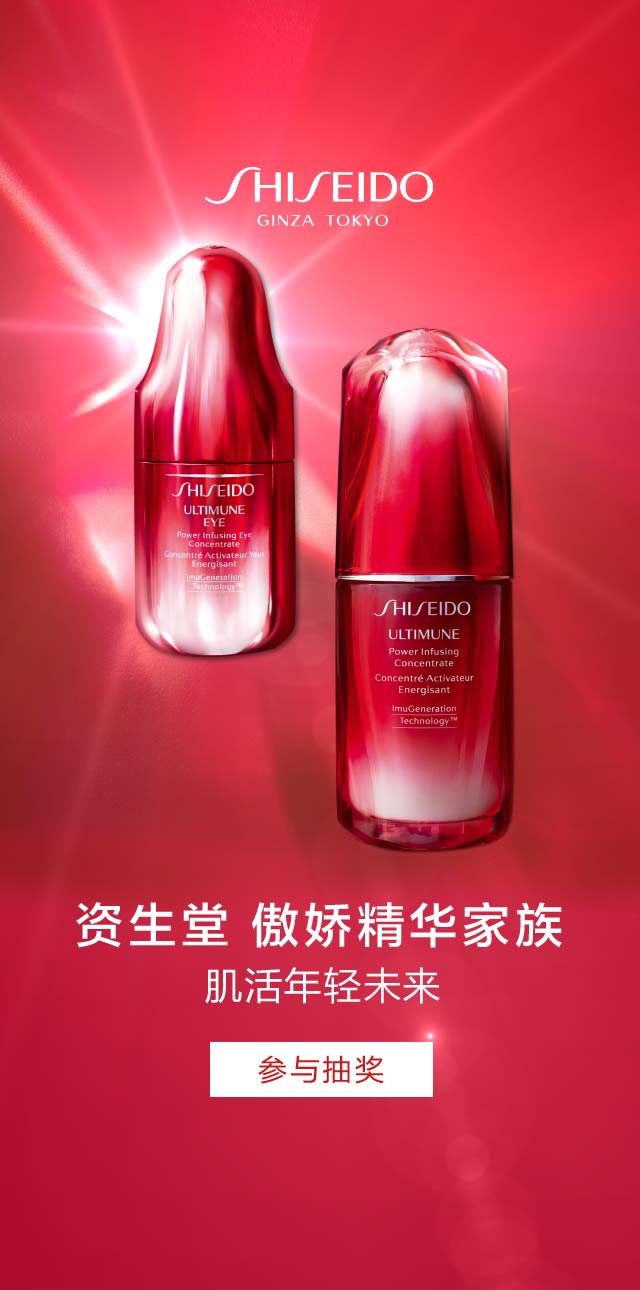 SHISEIDO
GINZA TOKYO
SHISEIDO
ULTIMUNE
EYE
Power Infusing Eye
Concentrate
Concentré Activateur Yeux
Energisant
ImuGeneration
Technology™
SHISEIDO
ULTIMUNE
Power Infusing
Concentrate
Concentré Activateur
Energisant
ImuGeneration
Technology™
资生堂 傲娇精华家族
肌活年轻未来
参与抽奖